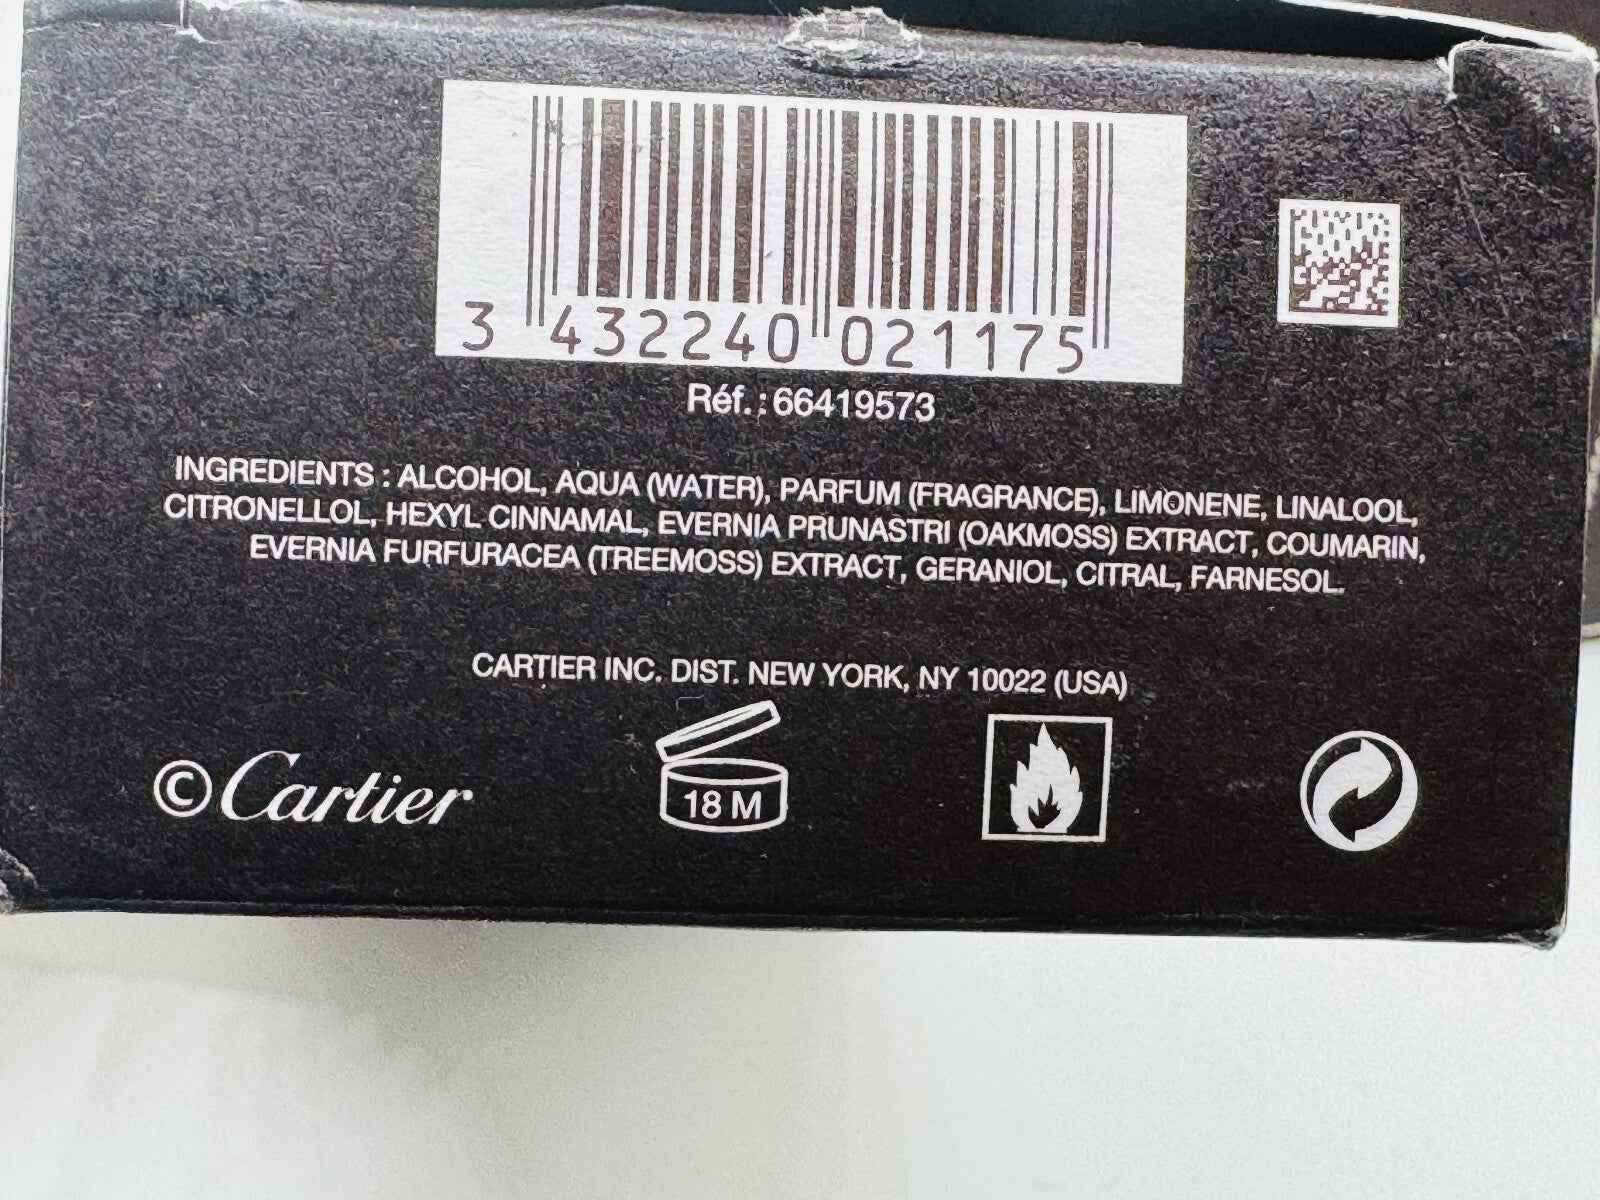 3 432240 021175
Réf. : 66419573
INGREDIENTS : ALCOHOL, AQUA (WATER), PARFUM (FRAGRANCE), LIMONENE, LINALOOL,
CITRONELLOL, HEXYL CINNAMAL, EVERNIA PRUNASTRI (OAKMOSS) EXTRACT, COUMARIN,
EVERNIA FURFURACEA (TREEMOSS) EXTRACT, GERANIOL, CITRAL, FARNESOL.
CARTIER INC. DIST. NEW YORK, NY 10022 (USA)
© Cartier
18 M